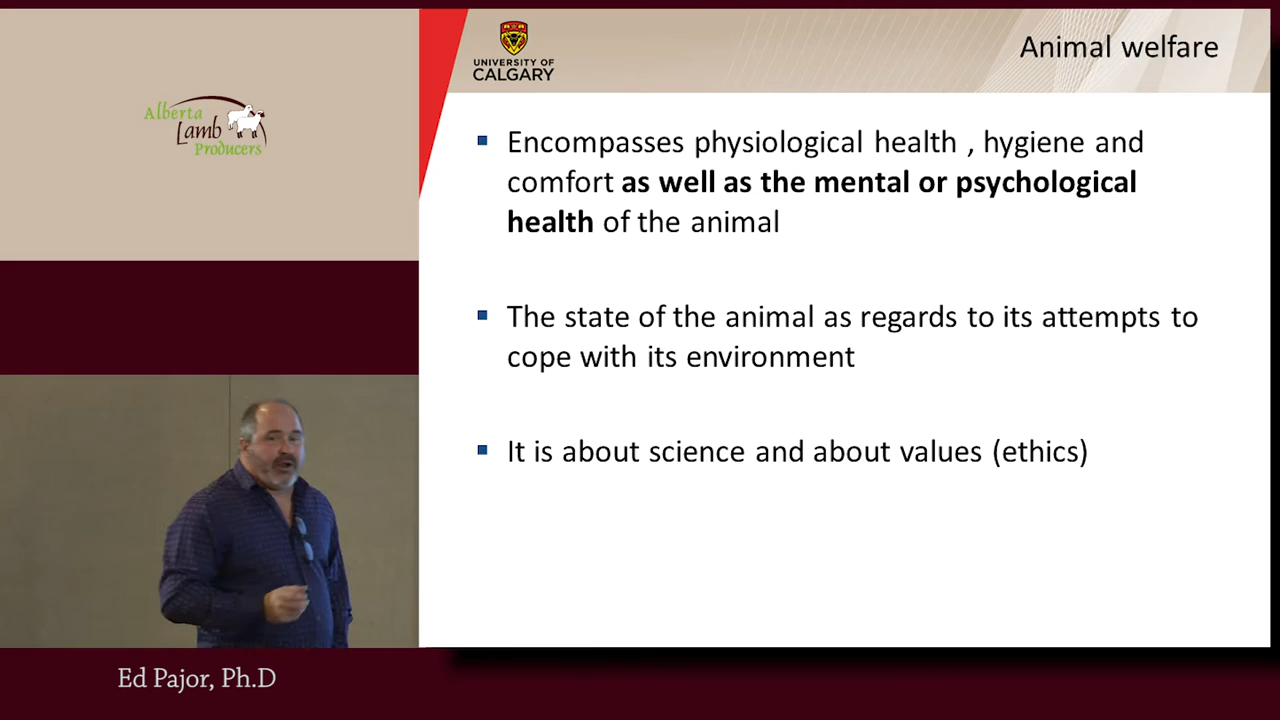 Alberta
Lamb
Producers
UNIVERSITY OF
CALGARY
Animal welfare
Encompasses physiological health , hygiene and
comfort as well as the mental or psychological
health of the animal
The state of the animal as regards to its attempts to
cope with its environment
It is about science and about values (ethics)
Ed Pajor, Ph.D